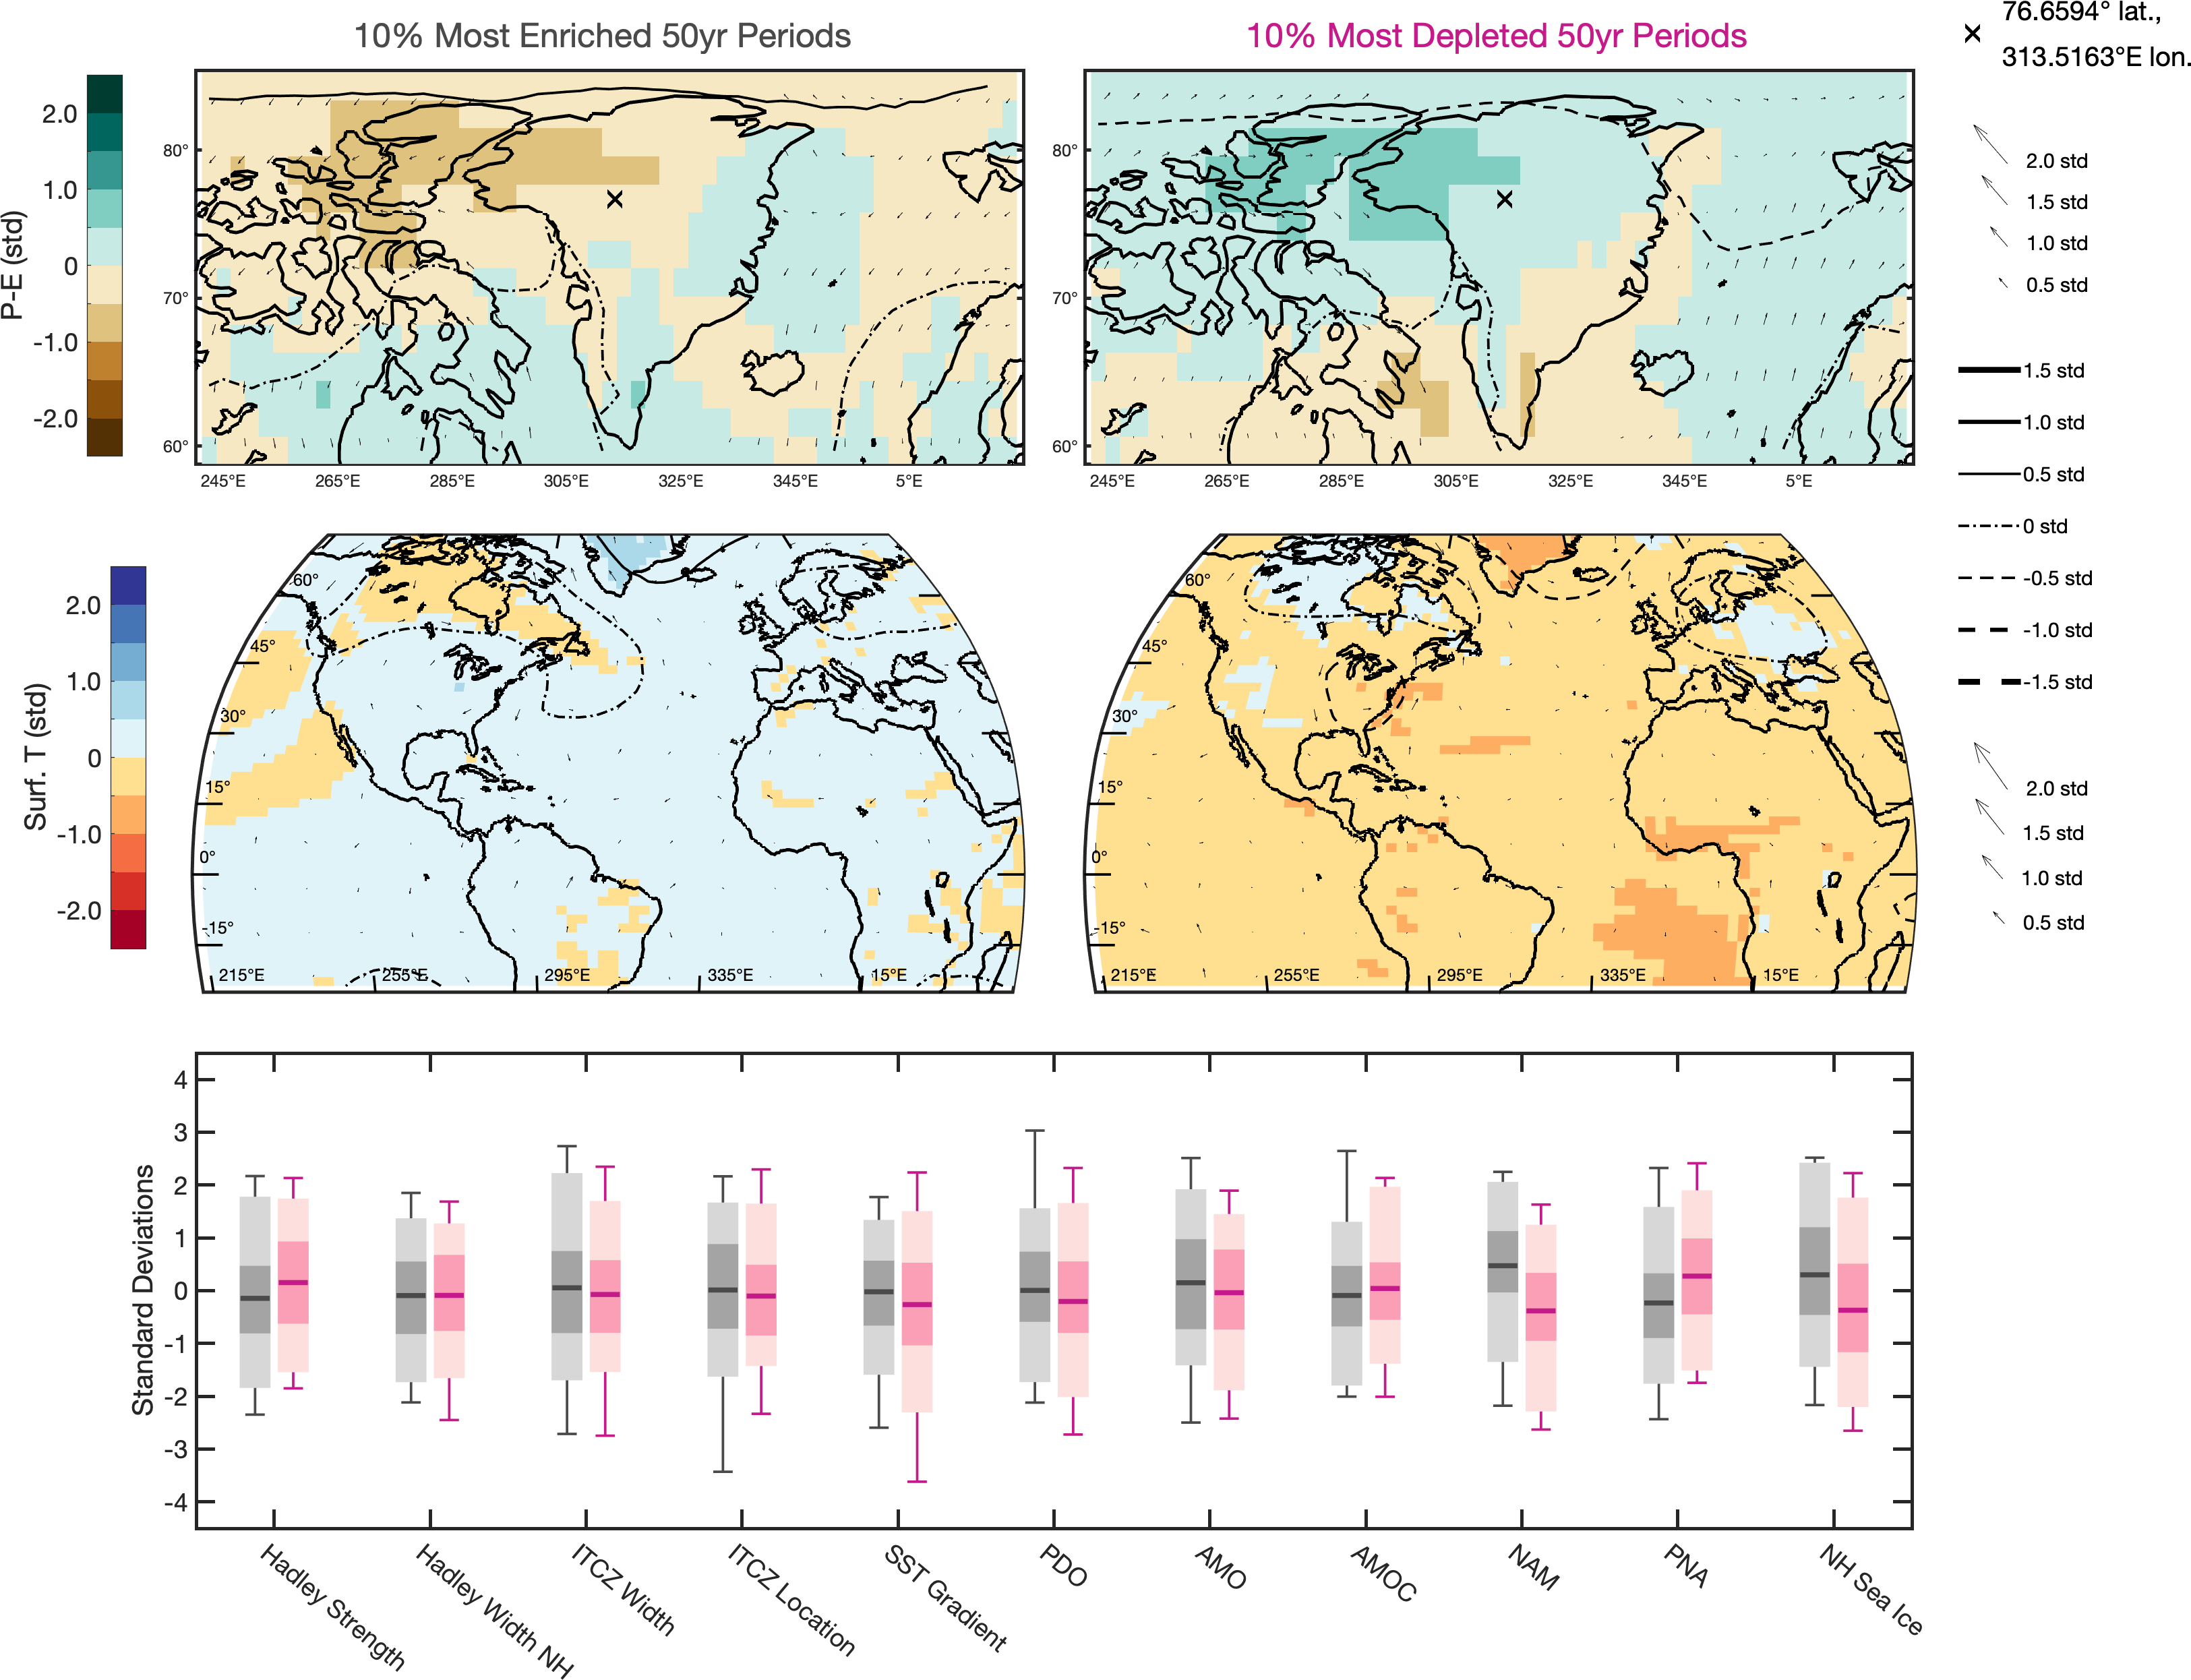 10% Most Enriched 50yr Periods
10% Most Depleted 50yr Periods
76.6594° lat.,
313.5163°E lon.
P-E (std)
2.0
1.0
0
-1.0
-2.0
80°
70°
60°
245°E 265°E 285°E 305°E 325°E 345°E 5°E
80°
70°
60°
245°E 265°E 285°E 305°E 325°E 345°E 5°E
2.0 std
1.5 std
1.0 std
0.5 std
1.5 std
1.0 std
0.5 std
0 std
-0.5 std
-1.0 std
-1.5 std
Surf. T (std)
2.0
1.0
0
-1.0
-2.0
60°
45°
30°
15°
0°
-15°
215°E 255°E 295°E 335°E 15°E
60°
45°
30°
15°
0°
-15°
215°E 255°E 295°E 335°E 15°E
2.0 std
1.5 std
1.0 std
0.5 std
Standard Deviations
4
3
2
1
0
-1
-2
-3
-4
Hadley Strength
Hadley Width NH
ITCZ Width
ITCZ Location
SST Gradient
PDO
AMO
AMOC
NAM
PNA
NH Sea Ice